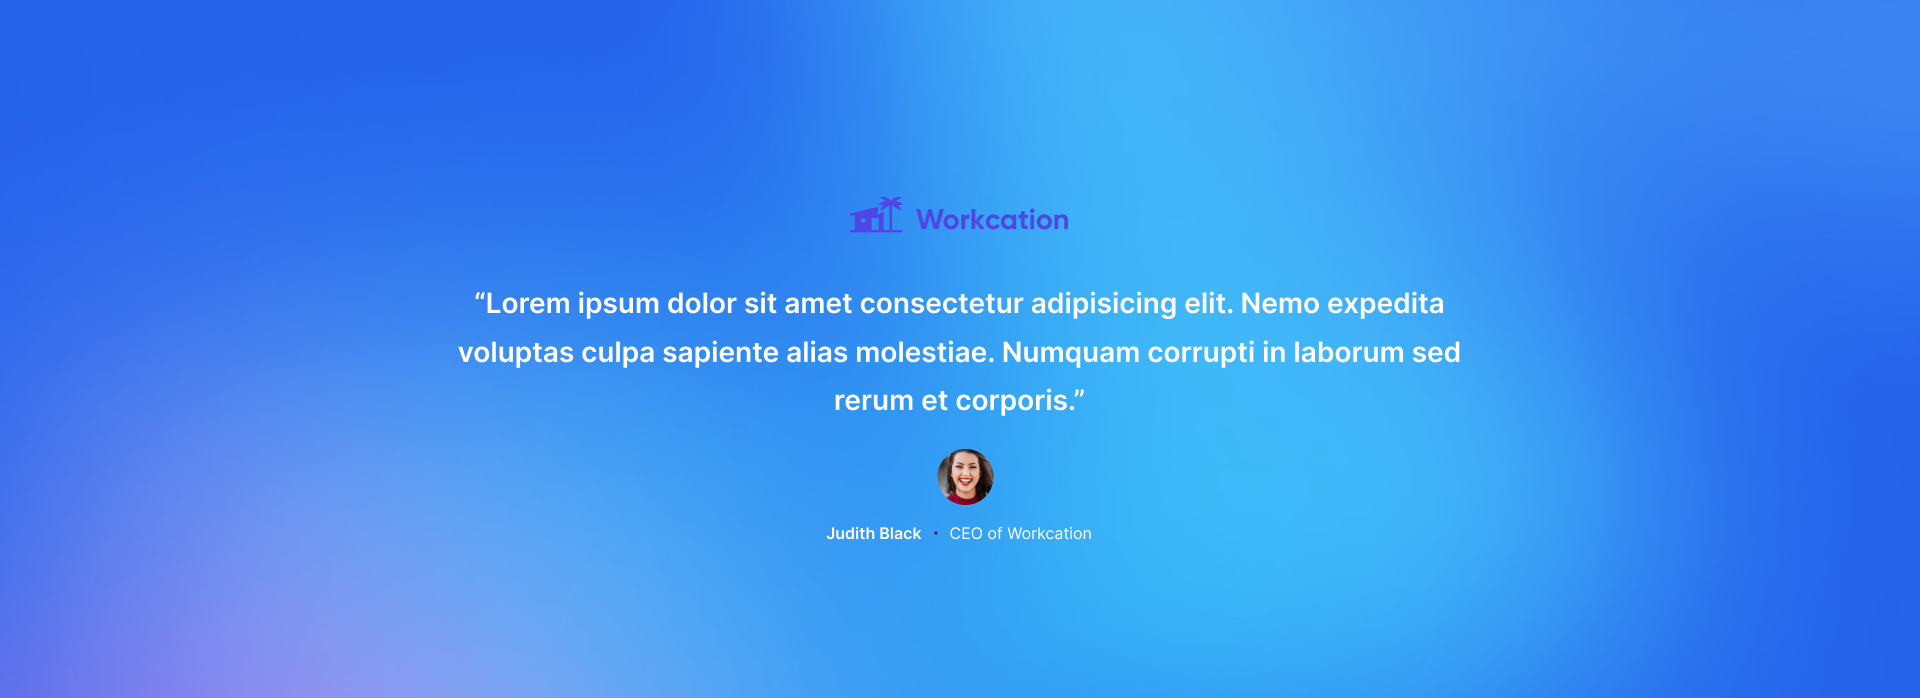 Workcation
“Lorem ipsum dolor sit amet consectetur adipisicing elit. Nemo expedita
voluptas culpa sapiente alias molestiae. Numquam corrupti in laborum sed
rerum et corporis.”
Judith Black · CEO of Workcation